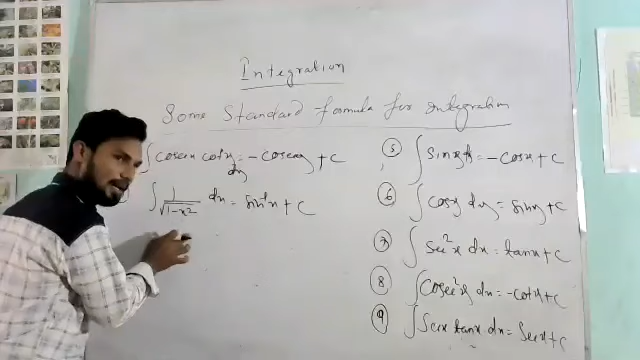 Integration
Some Standard formula for integration
∫ cosecx cotx dx = -cosecx + c
∫ 1/√(1-x²) dx = sin⁻¹x + c
5 ∫ sinx dx = -cosx + c
6 ∫ cosx dx = sinx + c
7 ∫ sec²x dx = tanx + c
8 ∫ cosec²x dx = -cotx + c
9 ∫ secx tanx dx = secx + c